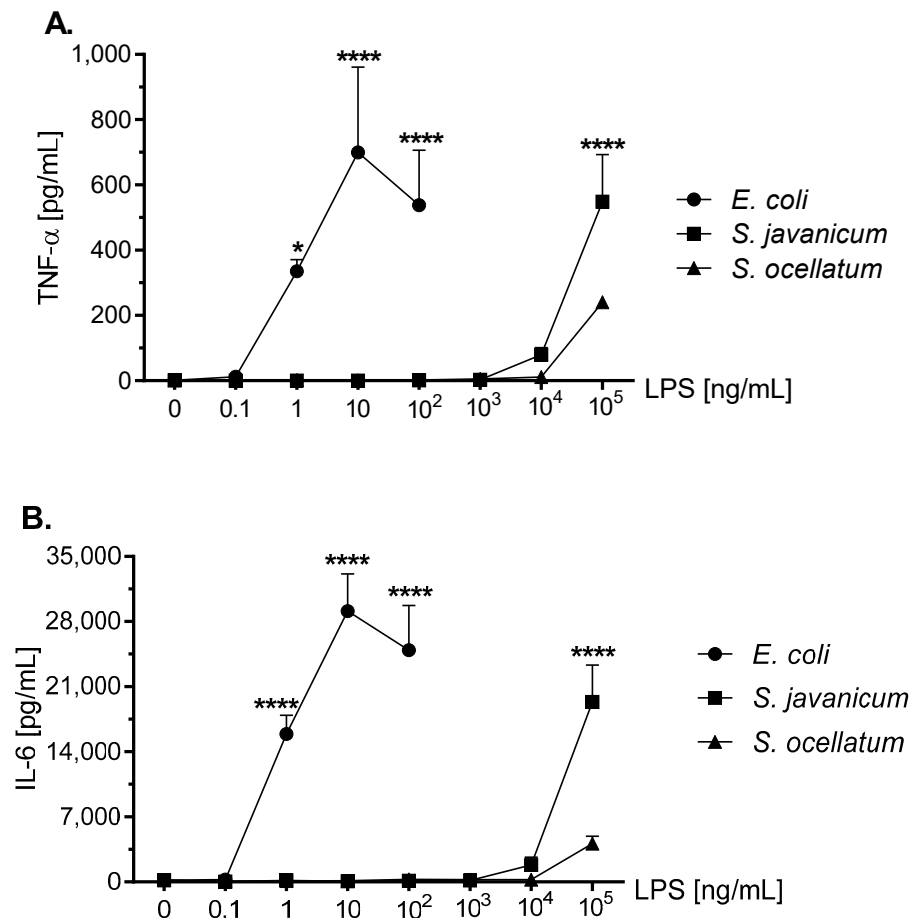 A.
****
1,000
****
****
800
TNF-α [pg/mL]
600
E. coli
S. javanicum
*
400
S. ocellatum
200
0
LPS [ng/mL]
0 0.1 1 10 10² 10³ 10⁴ 10⁵
B.
35,000
****
****
28,000
IL-6 [pg/mL]
****
E. coli
21,000
****
S. javanicum
14,000
S. ocellatum
7,000
0
LPS [ng/mL]
0 0.1 1 10 10² 10³ 10⁴ 10⁵